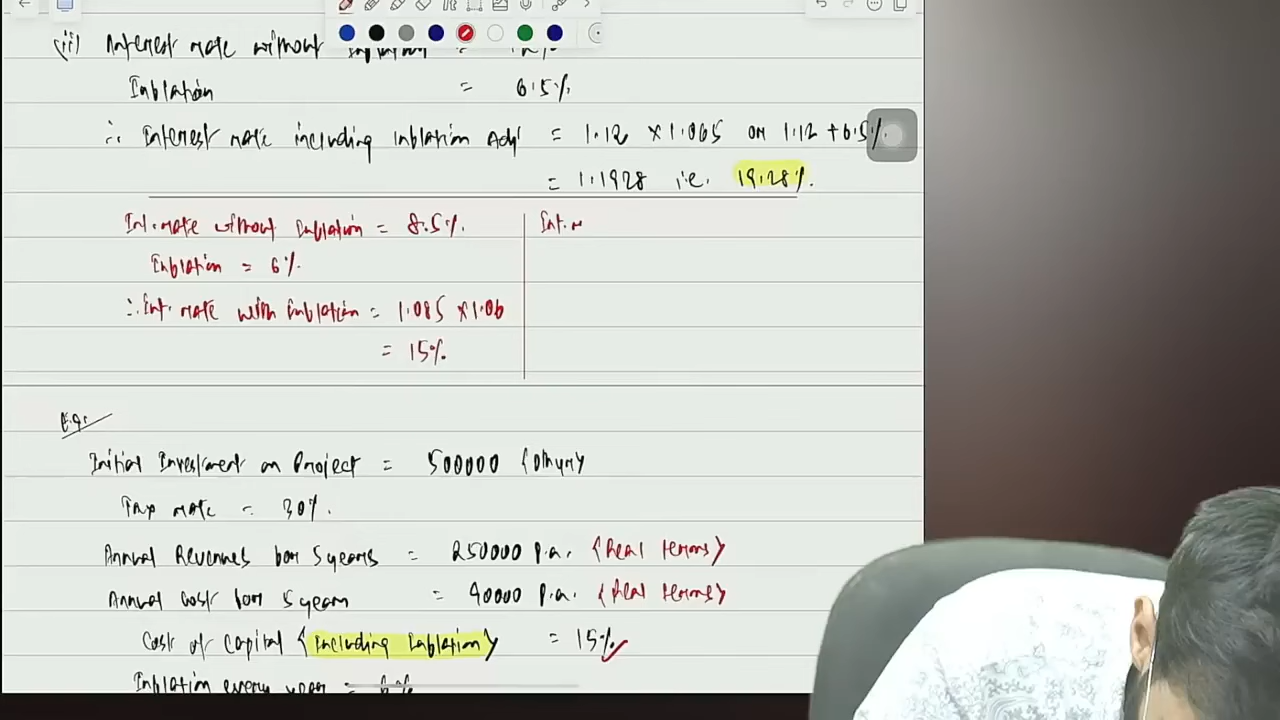 (ii) Interest rate without Inflation = 12%
Inflation = 6.5%
∴ Interest rate including inflation Adj = 1.12 × 1.065 or 1.12 + 6.5%.
= 1.1928 i.e. 19.28%.
Int. rate without Inflation = 8.5%.
Inflation = 6%.
∴ Int. rate with inflation = 1.085 × 1.06
= 15%.
Int. r
E.g.
Initial Investment on Project = 500000 {0thyr}
Tax rate = 30%.
Annual Revenues for 5 years = 250000 p.a. {Real terms}
Annual Cost for 5 years = 40000 p.a. {Real terms}
Cost of Capital {Including Inflation} = 15%
Inflation every year = 6%